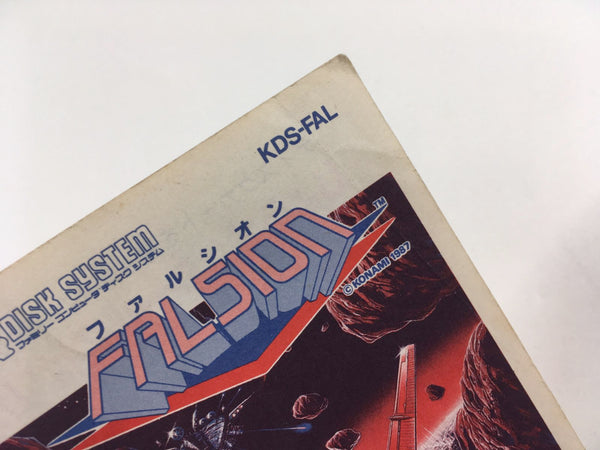 KDS-FAL
DISK SYSTEM
ファミリー コンピュータ ディスク システム
ファルシオン
FALSION
TM
© KONAMI 1987